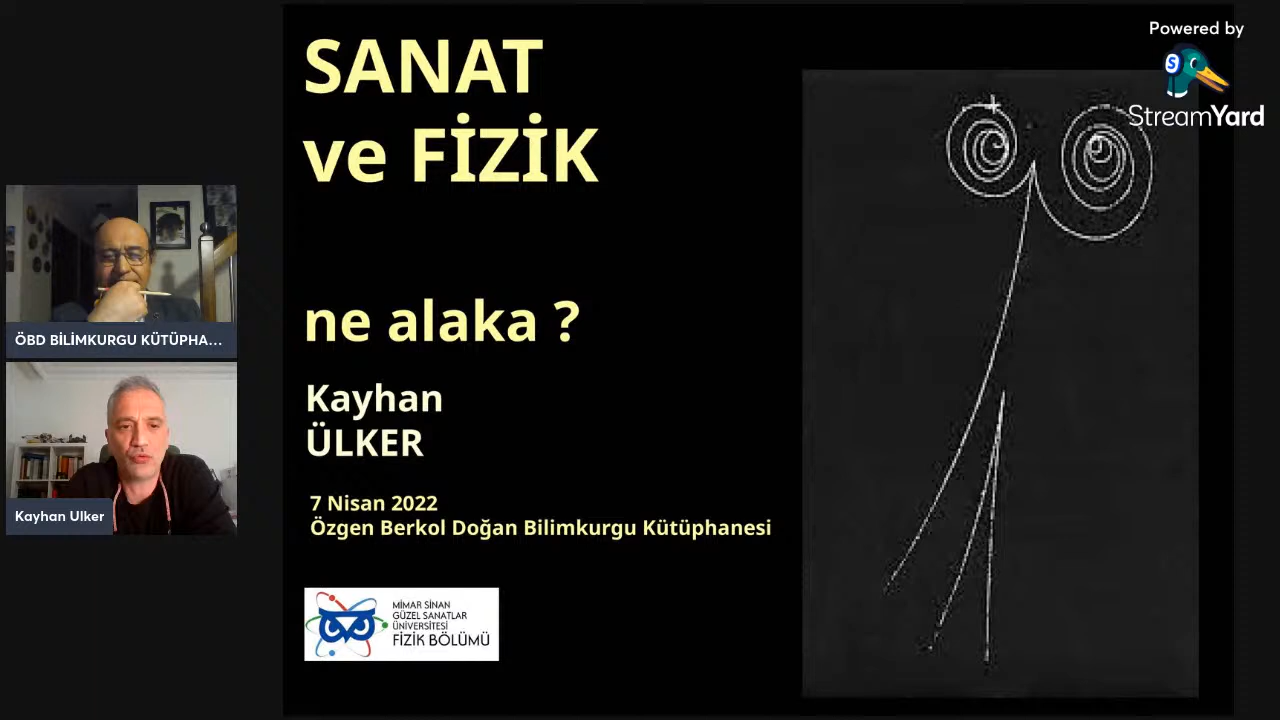 SANAT
ve FİZİK
ne alaka ?
Kayhan
ÜLKER
7 Nisan 2022
Özgen Berkol Doğan Bilimkurgu Kütüphanesi
MİMAR SİNAN
GÜZEL SANATLAR
ÜNİVERSİTESİ
FİZİK BÖLÜMÜ
ÖBD BİLİMKURGU KÜTÜPHA...
Kayhan Ulker
Powered by
S
StreamYard